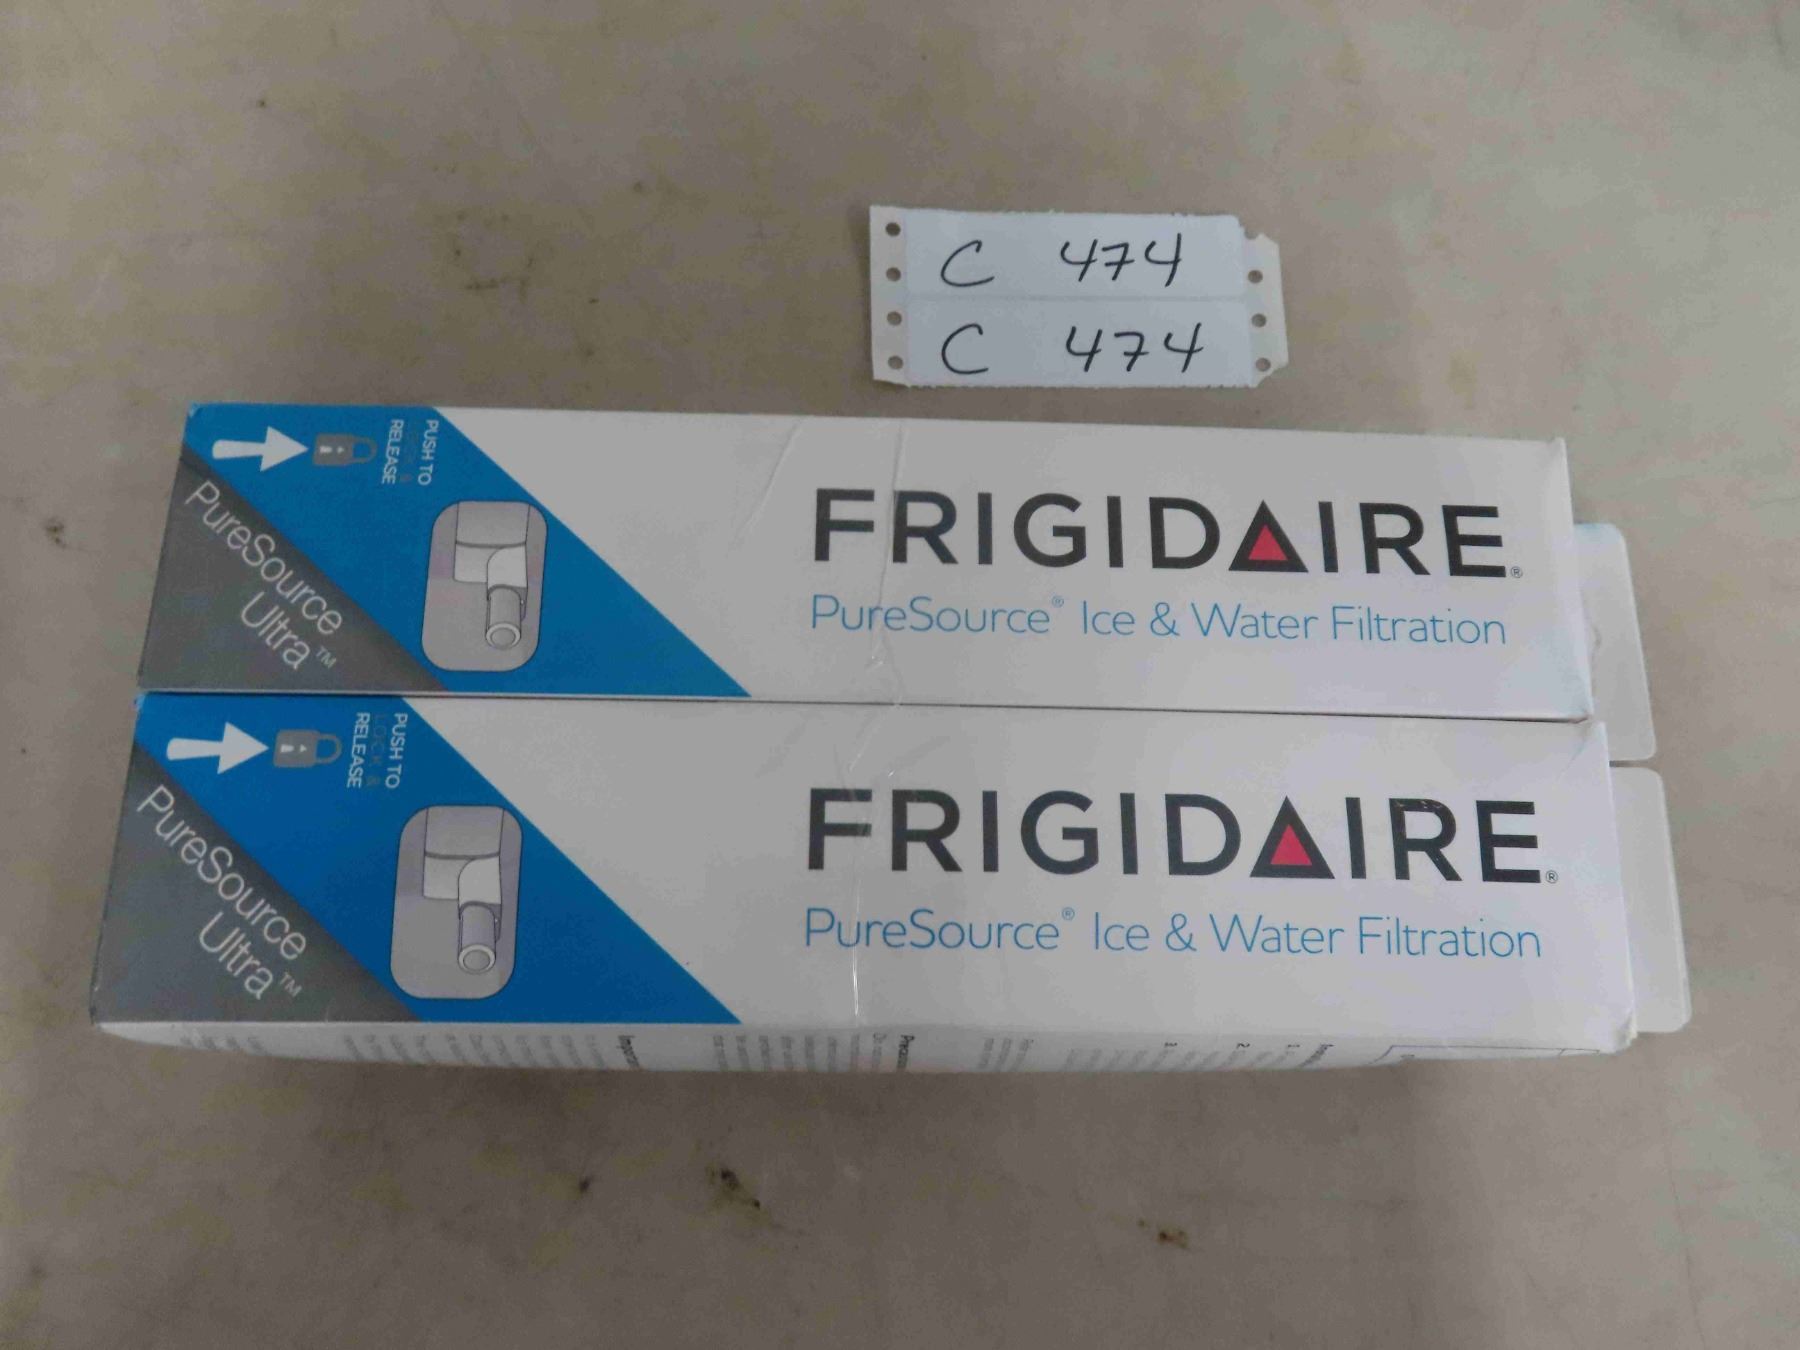 C 474
C 474
PUSH TO
LOCK &
RELEASE
PureSource
Ultra™
FRIGIDAIRE®
PureSource® Ice & Water Filtration
PUSH TO
LOCK &
RELEASE
PureSource
Ultra™
FRIGIDAIRE®
PureSource® Ice & Water Filtration